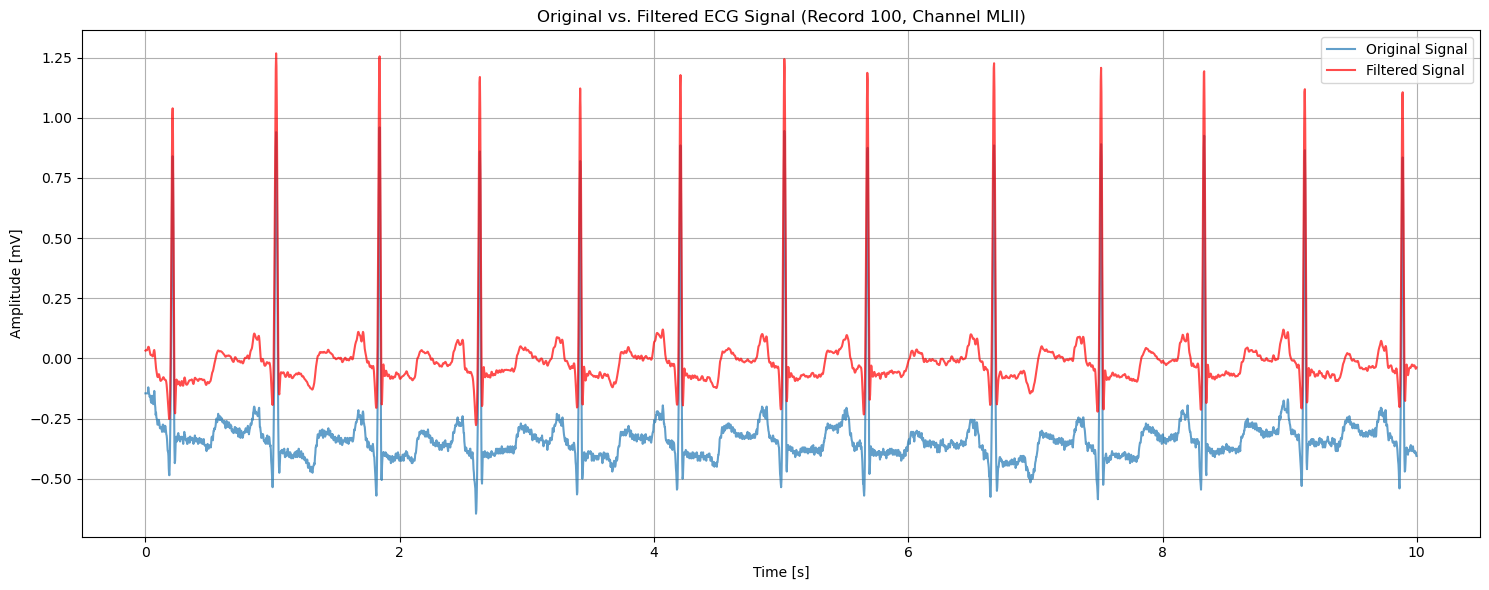 Original vs. Filtered ECG Signal (Record 100, Channel MLII)
Original Signal
Filtered Signal
Amplitude [mV]
1.25
1.00
0.75
0.50
0.25
0.00
−0.25
−0.50
0 2 4 6 8 10
Time [s]